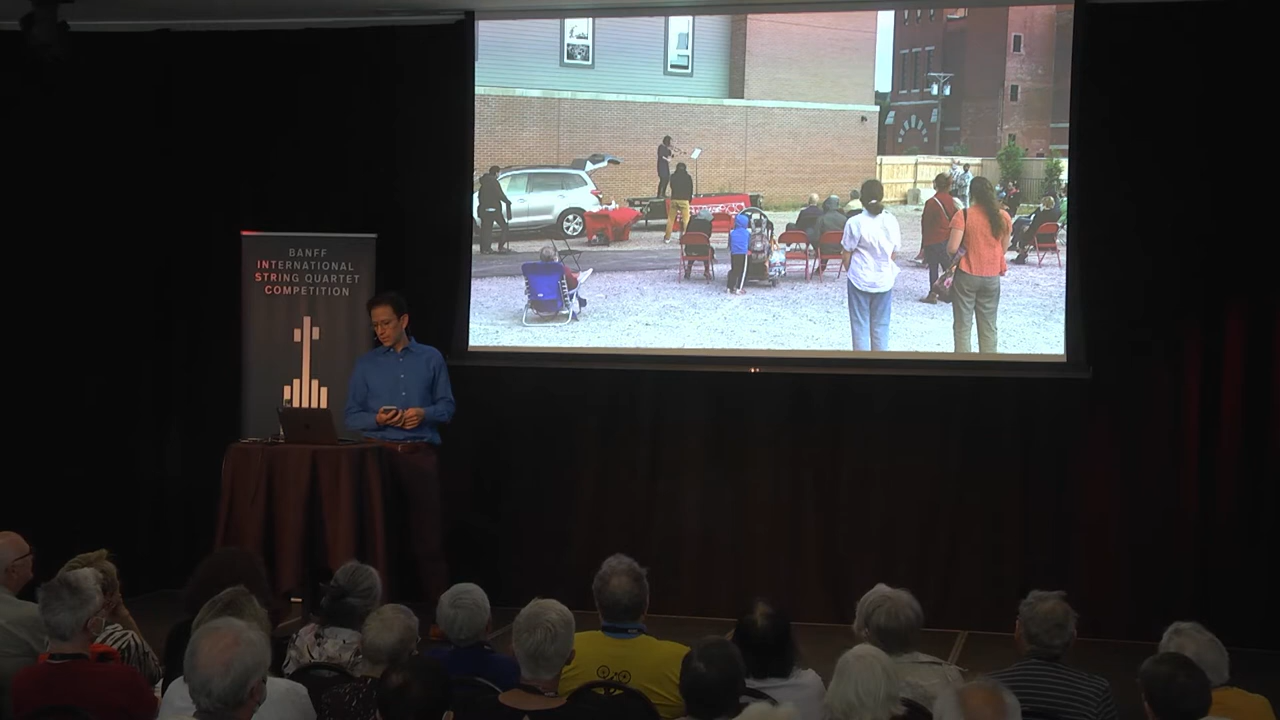 BANFF
INTERNATIONAL
STRING QUARTET
COMPETITION